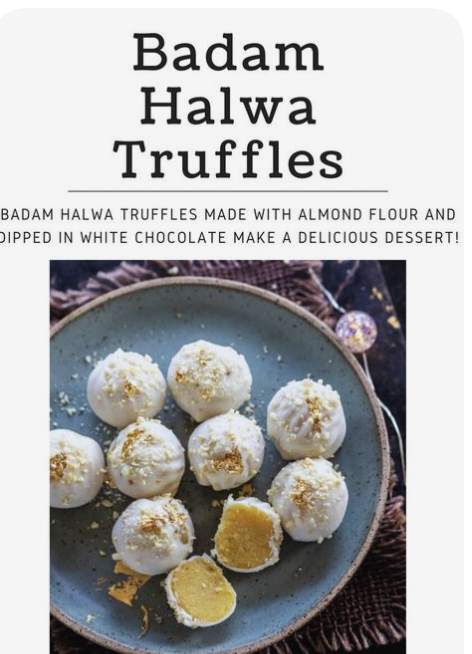 Badam
Halwa
Truffles
BADAM HALWA TRUFFLES MADE WITH ALMOND FLOUR AND
DIPPED IN WHITE CHOCOLATE MAKE A DELICIOUS DESSERT!